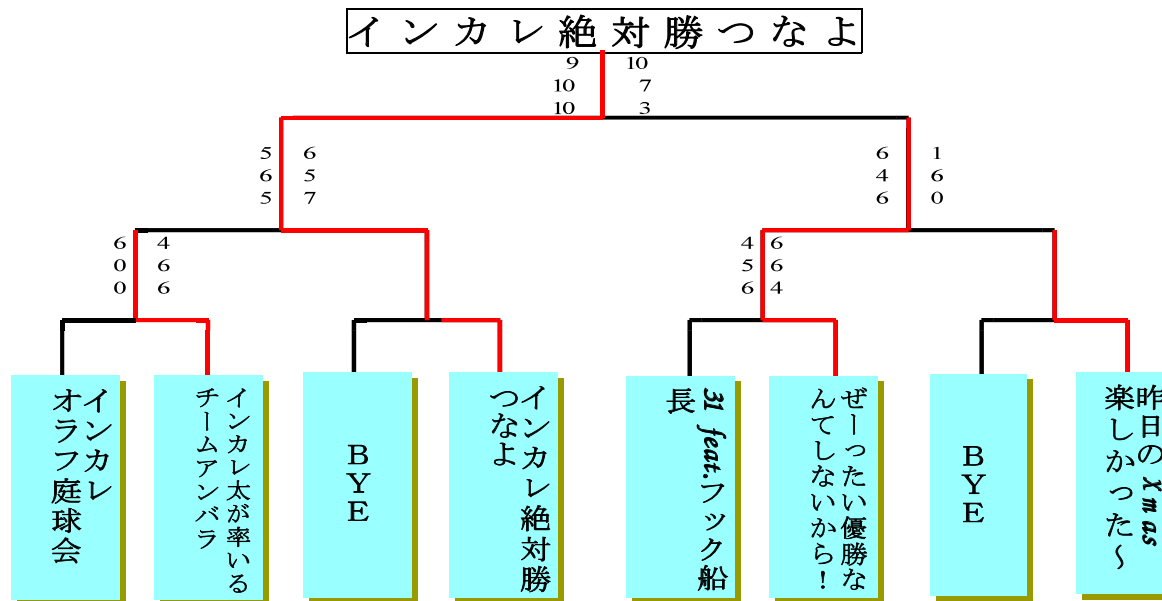 インカレ絶対勝つなよ
9 10
10 7
10 3
5 6
6 5
5 7
6 1
4 6
6 0
6 4
0 6
0 6
4 6
5 6
6 4
インカレ
オラフ庭球会
インカレ太が率いる
チームアンバラ
BYE
インカレ絶対勝
つなよ
31 feat.フック船
長
ぜーったい優勝な
んてしないから!
BYE
昨日のXmas
楽しかった～